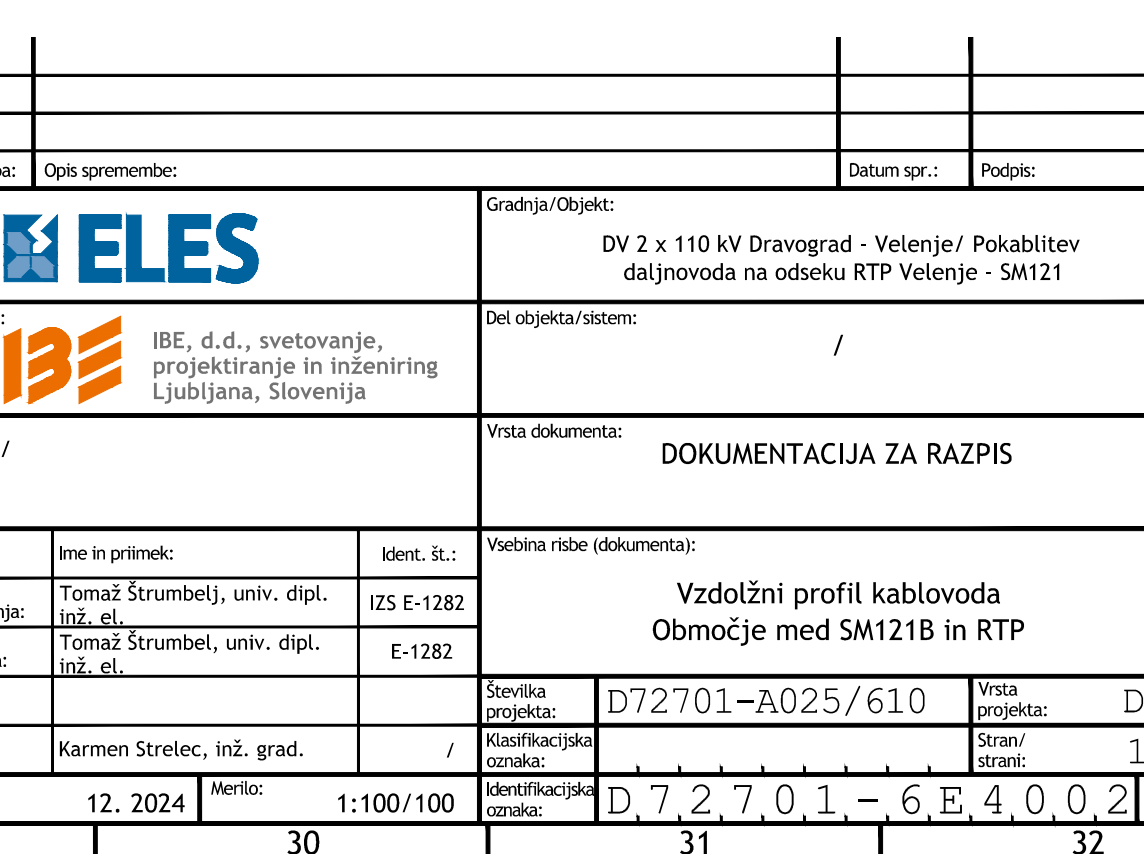 Opis spremembe:
Datum spr.:
Podpis:
ELES
Gradnja/Objekt:
DV 2 x 110 kV Dravograd - Velenje/ Pokablitev
daljnovoda na odseku RTP Velenje - SM121
IBE
IBE, d.d., svetovanje,
projektiranje in inženiring
Ljubljana, Slovenija
Del objekta/sistem:
/
/
Vrsta dokumenta:
DOKUMENTACIJA ZA RAZPIS
Ime in priimek:
Ident. št.:
Tomaž Štrumbelj, univ. dipl.
inž. el.
IZS E-1282
Tomaž Štrumbel, univ. dipl.
inž. el.
E-1282
Karmen Strelec, inž. grad.
/
Vsebina risbe (dokumenta):
Vzdolžni profil kablovoda
Območje med SM121B in RTP
Številka
projekta:
D72701-A025/610
Vrsta
projekta:
D
Klasifikacijska
oznaka:
Stran/
strani:
1
12. 2024
Merilo:
1:100/100
Identifikacijska
oznaka:
D72701-6E4002
30
31
32